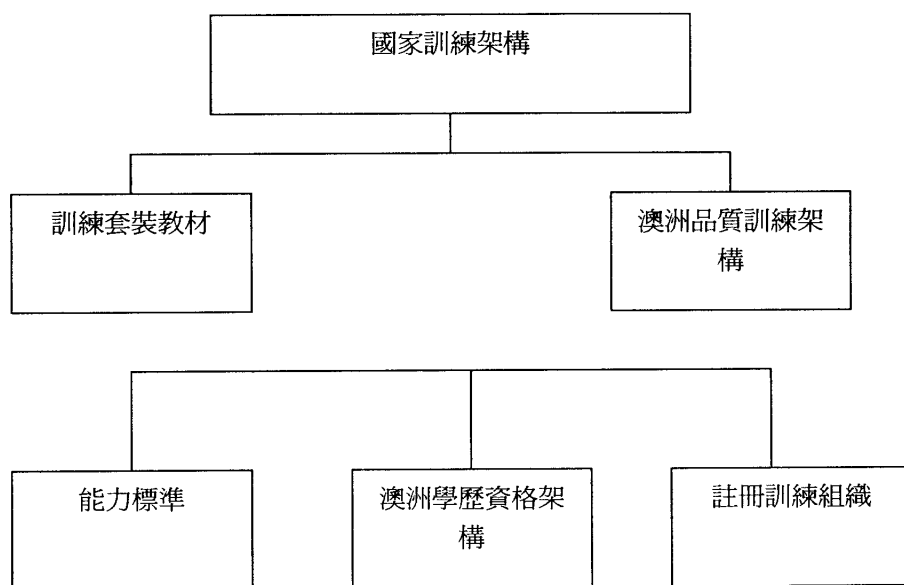 國家訓練架構
訓練套裝教材
澳洲品質訓練架
構
能力標準
澳洲學歷資格架
構
註冊訓練組織